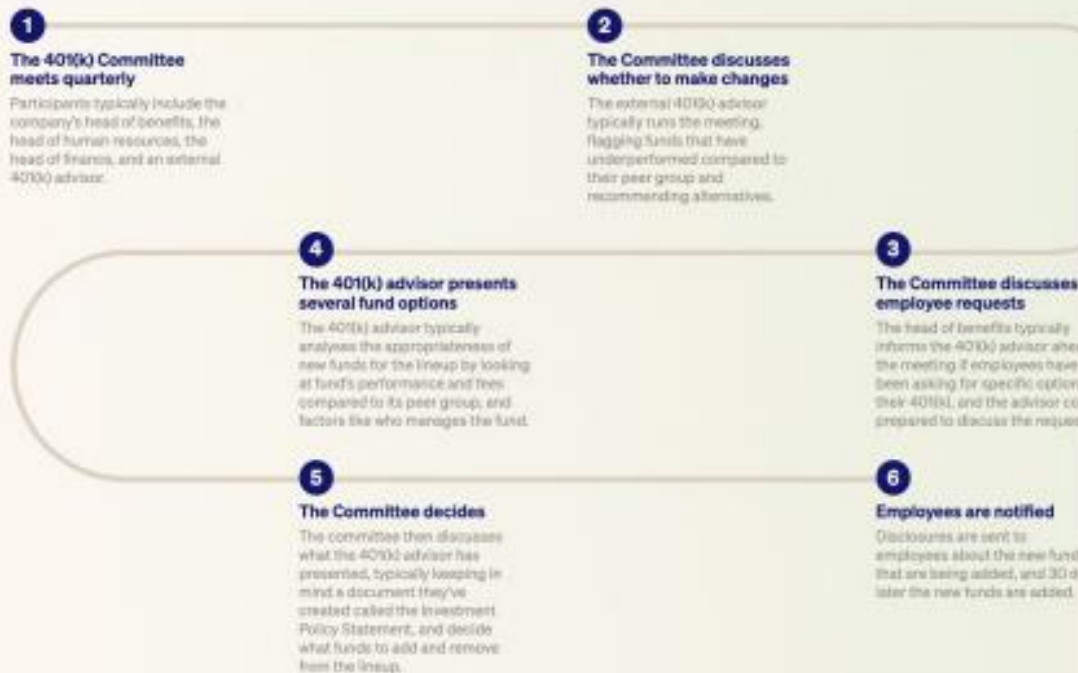 1
The 401(k) Committee
meets quarterly
Participants typically include the
company's head of benefits, the
head of human resources, the
head of finance, and an external
401(k) advisor.
2
The Committee discusses
whether to make changes
The external 401(k) advisor
typically runs the meeting,
flagging funds that have
underperformed compared to
their peer group and
recommending alternatives.
3
The Committee discusses
employee requests
The head of benefits typically
informs the 401(k) advisor
the meeting if employees have
been asking for specific
their 401(k), and the advisor
prepared to discuss the
4
The 401(k) advisor presents
several fund options
The 401(k) advisor typically
analyses the appropriateness of
new funds for the lineup by looking
at fund's performance and fees
compared to its peer group, and
factors like who manages the fund.
5
The Committee decides
The committee then discusses
what the 401(k) advisor has
presented, typically keeping in
mind a document they've
created called the Investment
Policy Statement, and decide
what funds to add and remove
from the lineup.
6
Employees are notified
Disclosures are sent to
employees about the new
that are being added, and 30
later the new funds are added.